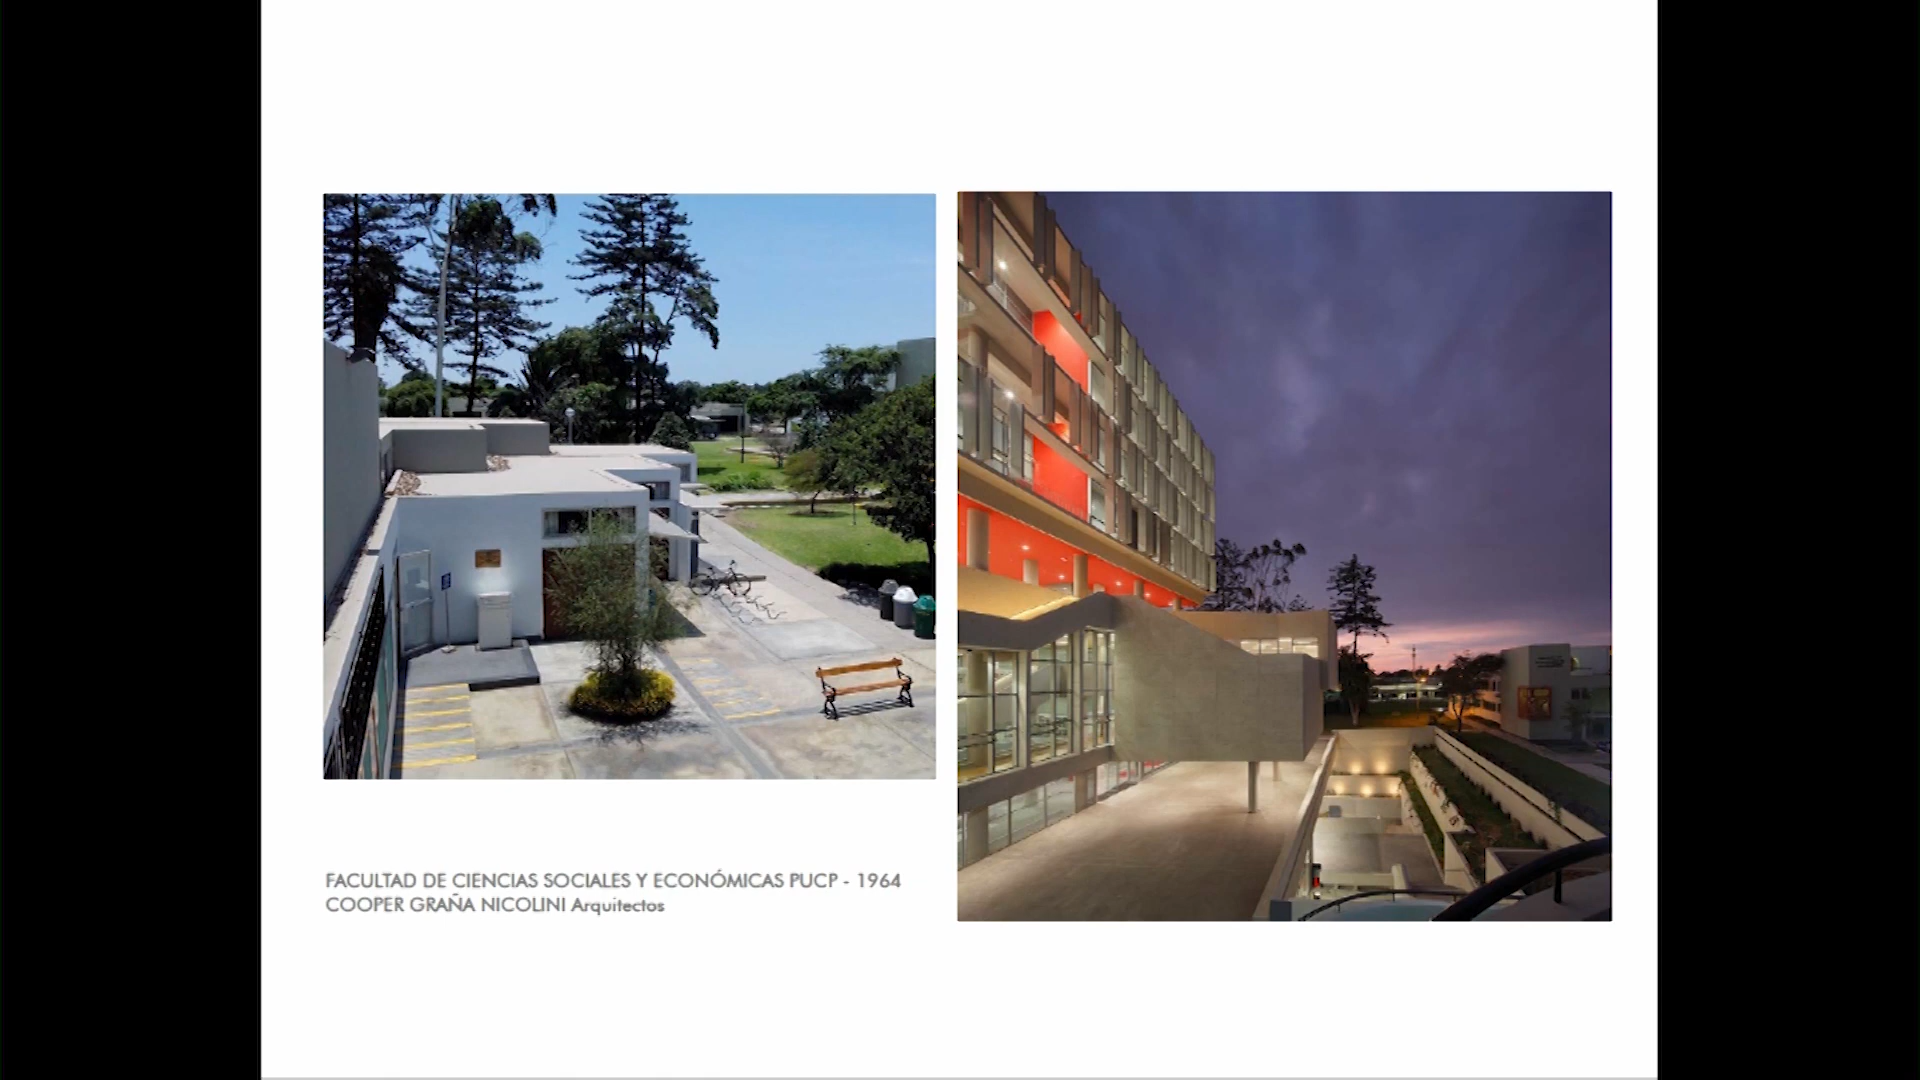 FACULTAD DE CIENCIAS SOCIALES Y ECONÓMICAS PUCP - 1964
COOPER GRAÑA NICOLINI Arquitectos